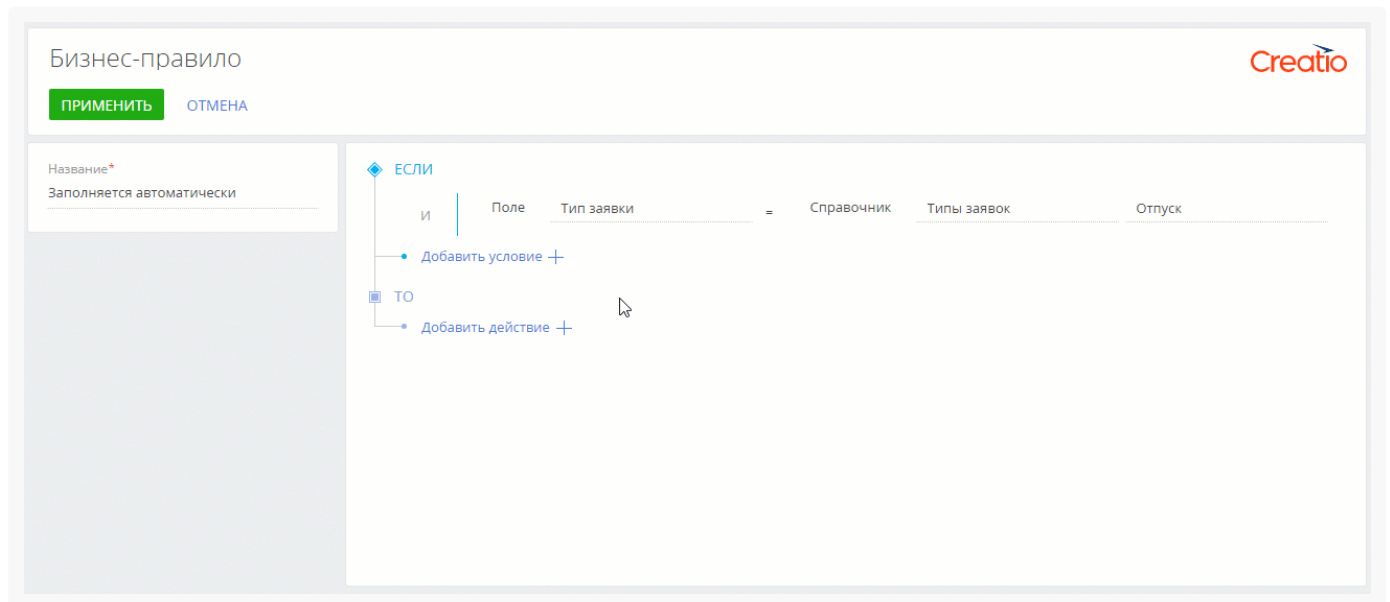 Бизнес-правило
Creatio
ПРИМЕНИТЬ ОТМЕНА
Название*
Заполняется автоматически
ЕСЛИ
И Поле Тип заявки = Справочник Типы заявок Отпуск
Добавить условие
ТО
Добавить действие